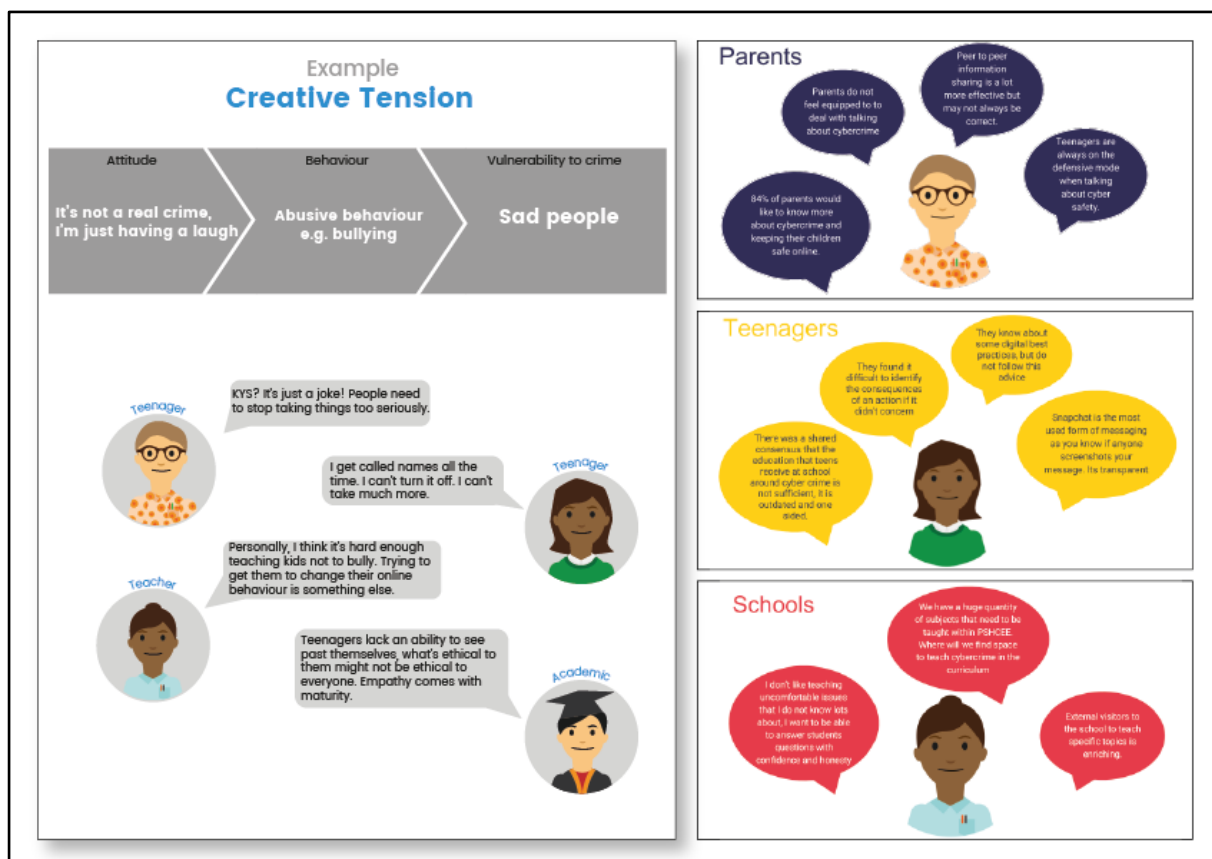 Example
Creative Tension
Attitude
Behaviour
Vulnerability to crime
It's not a real crime,
I'm just having a laugh
Abusive behaviour
e.g. bullying
Sad people
Teenager
KYS? It's just a joke! People need
to stop taking things too seriously.
I get called names all the
time. I can't turn it off. I can't
take much more.
Teenager
Personally, I think it's hard enough
teaching kids not to bully. Trying to
get them to change their online
behaviour is something else.
Teacher
Teenagers lack an ability to see
past themselves, what's ethical to
them might not be ethical to
everyone. Empathy comes with
maturity.
Academic
Parents
Parents do not
feel equipped to to
deal with talking
about cybercrime
Peer to peer
information
sharing is a lot
more effective but
may not always be
correct.
Teenagers are
always on the
defensive mode
when talking
about cyber
safety.
84% of parents would
like to know more
about cybercrime and
keeping their children
safe online.
Teenagers
They found it
difficult to identify
the consequences
of an action if it
didn't concern
They know about
some digital best
practices, but do
not follow this
advice
There was a shared
consensus that the
education that teens
receive at school
around cyber crime is
not sufficient, it is
outdated and one
sided.
Snapchat is the most
used form of messaging
as you know if anyone
screenshots your
message. Its transparent
Schools
We have a huge quantity
of subjects that need to be
taught within PSHCEE.
Where will we find space
to teach cybercrime in the
curriculum
I don't like teaching
uncomfortable issues
that I do not know lots
about, I want to be able
to answer students
questions with
confidence and honesty
External visitors to
the school to teach
specific topics is
enriching.